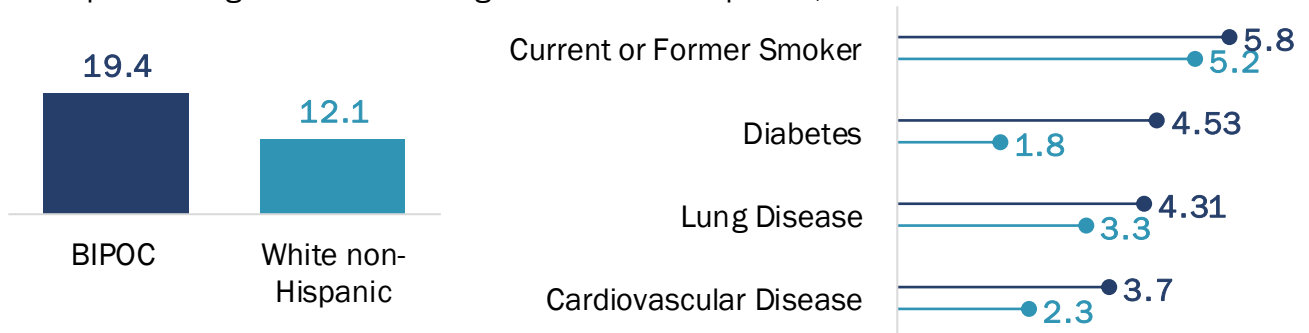 19.4
12.1
BIPOC
White non-
Hispanic
Current or Former Smoker
5.8
5.2
Diabetes
4.53
1.8
Lung Disease
4.31
3.3
Cardiovascular Disease
3.7
2.3